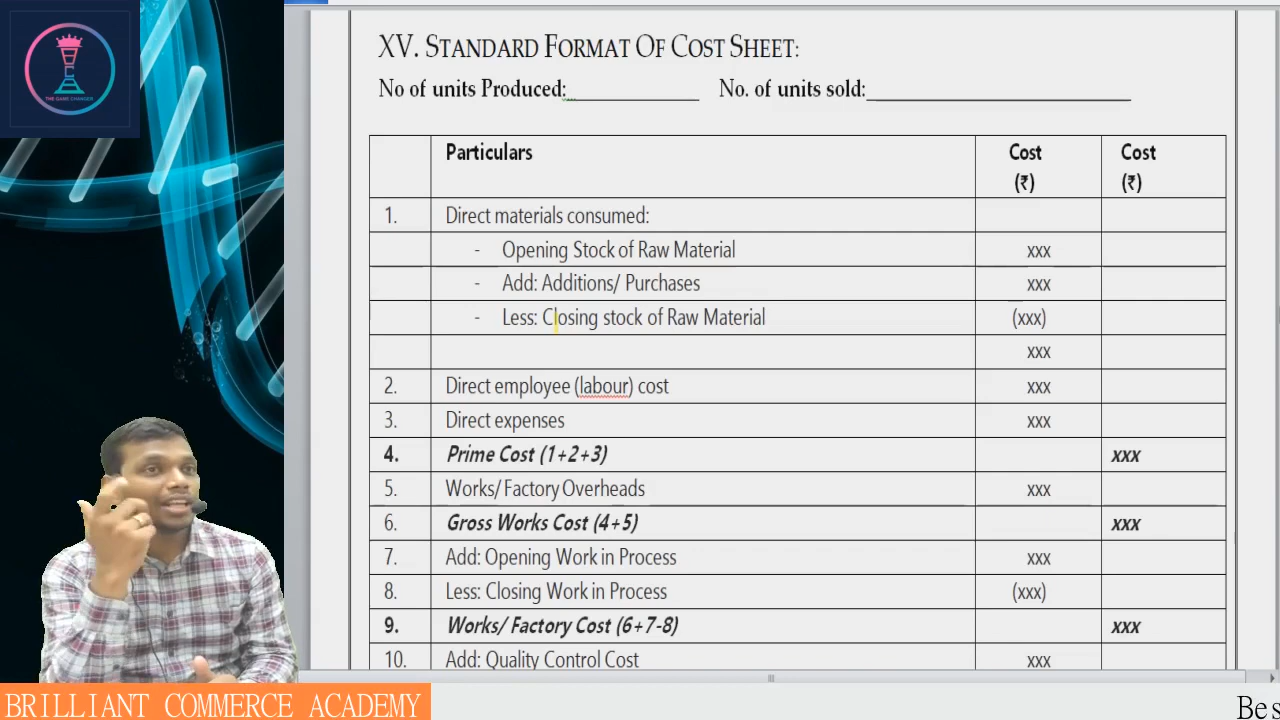 THE GAME CHANGER
XV. STANDARD FORMAT OF COST SHEET:
No of units Produced:____________ No. of units sold:________________________
Particulars Cost (₹) Cost (₹)
1. Direct materials consumed:
- Opening Stock of Raw Material xxx
- Add: Additions/ Purchases xxx
- Less: Closing stock of Raw Material (xxx)
xxx
2. Direct employee (labour) cost xxx
3. Direct expenses xxx
4. Prime Cost (1+2+3) xxx
5. Works/ Factory Overheads xxx
6. Gross Works Cost (4+5) xxx
7. Add: Opening Work in Process xxx
8. Less: Closing Work in Process (xxx)
9. Works/ Factory Cost (6+7-8) xxx
10. Add: Quality Control Cost xxx
BRILLIANT COMMERCE ACADEMY
Bes